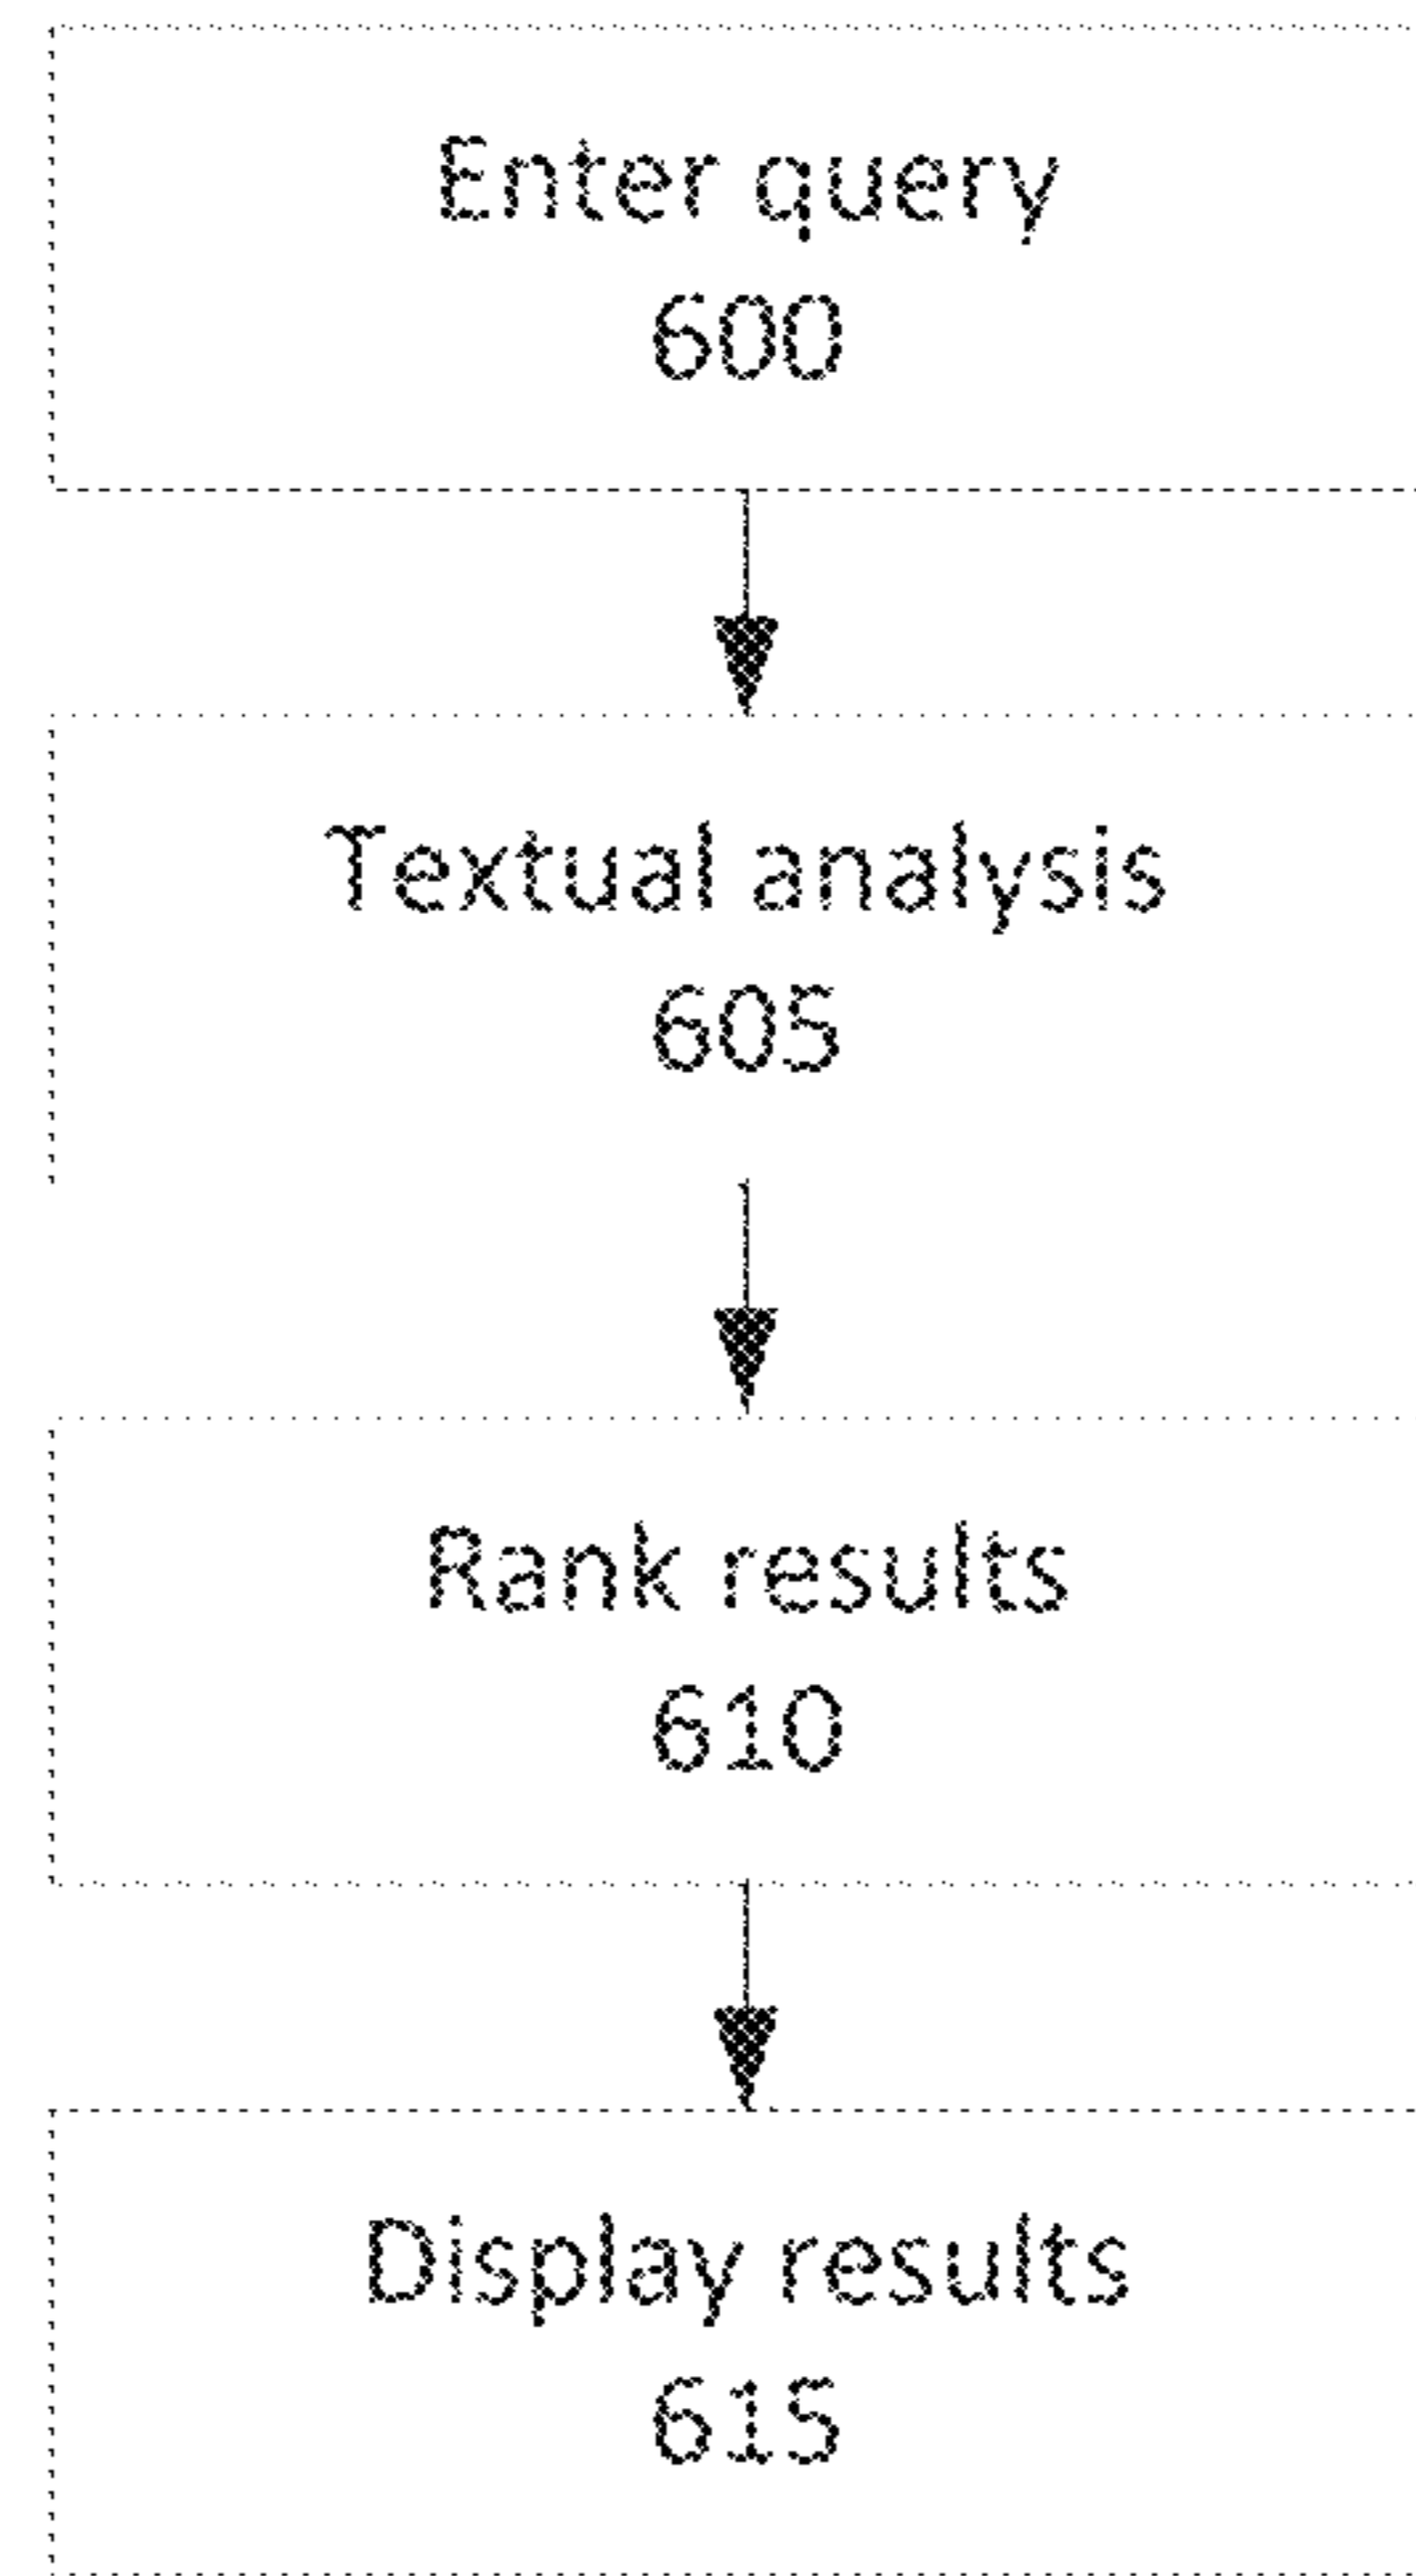 Enter query
600
Textual analysis
605
Rank results
610
Display results
615